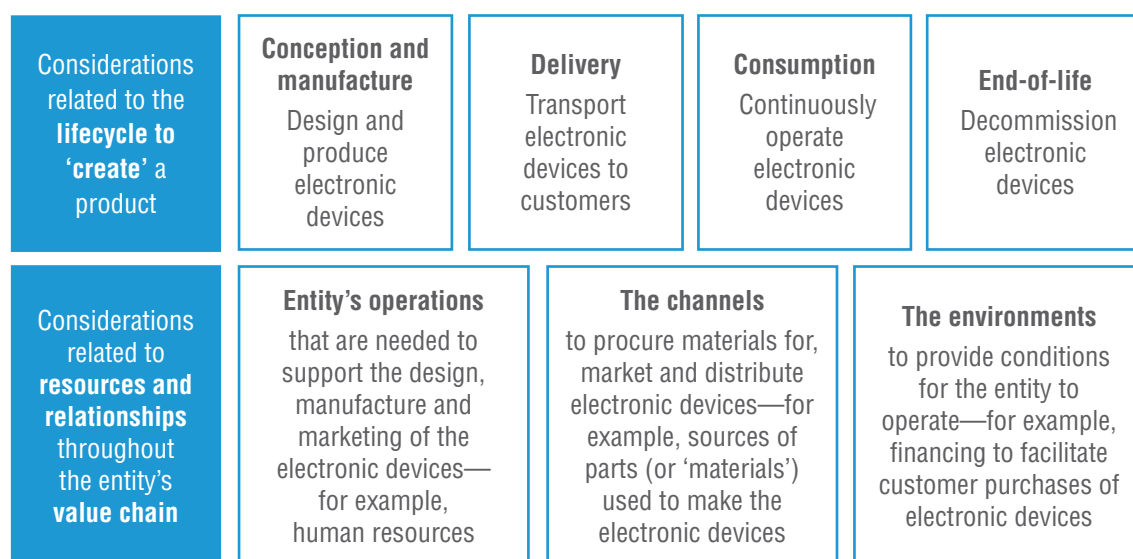 Considerations
related to the
lifecycle to
‘create’ a
product
Conception and
manufacture
Design and
produce
electronic
devices
Delivery
Transport
electronic
devices to
customers
Consumption
Continuously
operate
electronic
devices
End-of-life
Decommission
electronic
devices
Considerations
related to
resources and
relationships
throughout
the entity’s
value chain
Entity’s operations
that are needed to
support the design,
manufacture and
marketing of the
electronic devices—
for example,
human resources
The channels
to procure materials for,
market and distribute
electronic devices—for
example, sources of
parts (or ‘materials’)
used to make the
electronic devices
The environments
to provide conditions
for the entity to
operate—for example,
financing to facilitate
customer purchases of
electronic devices